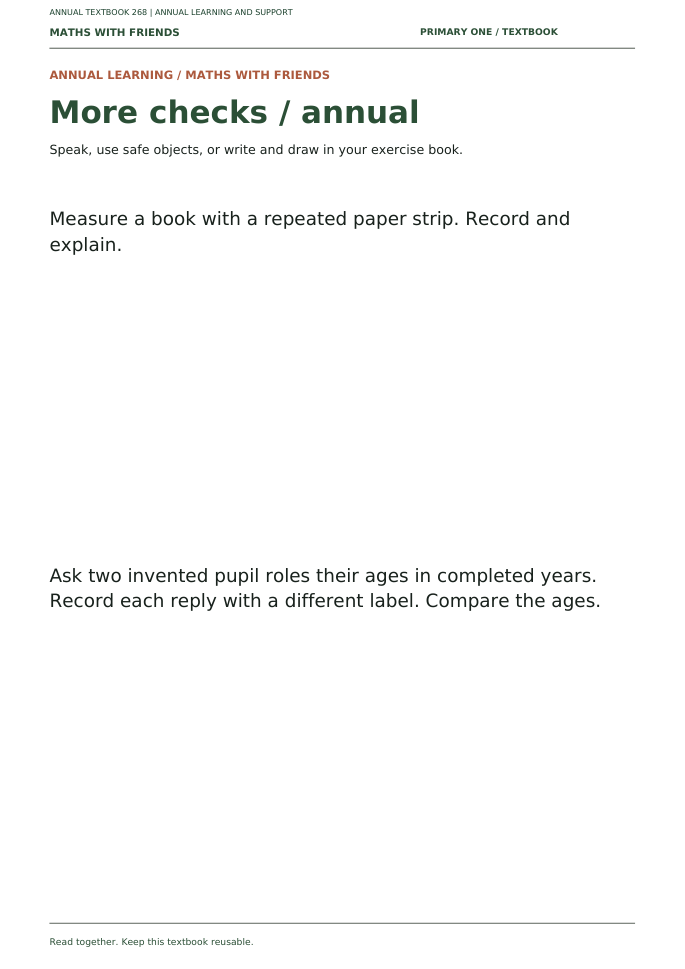 ANNUAL TEXTBOOK 268 | ANNUAL LEARNING AND SUPPORT
MATHS WITH FRIENDS
PRIMARY ONE / TEXTBOOK
ANNUAL LEARNING / MATHS WITH FRIENDS
More checks / annual
Speak, use safe objects, or write and draw in your exercise book.
Measure a book with a repeated paper strip. Record and
explain.
Ask two invented pupil roles their ages in completed years.
Record each reply with a different label. Compare the ages.
Read together. Keep this textbook reusable.